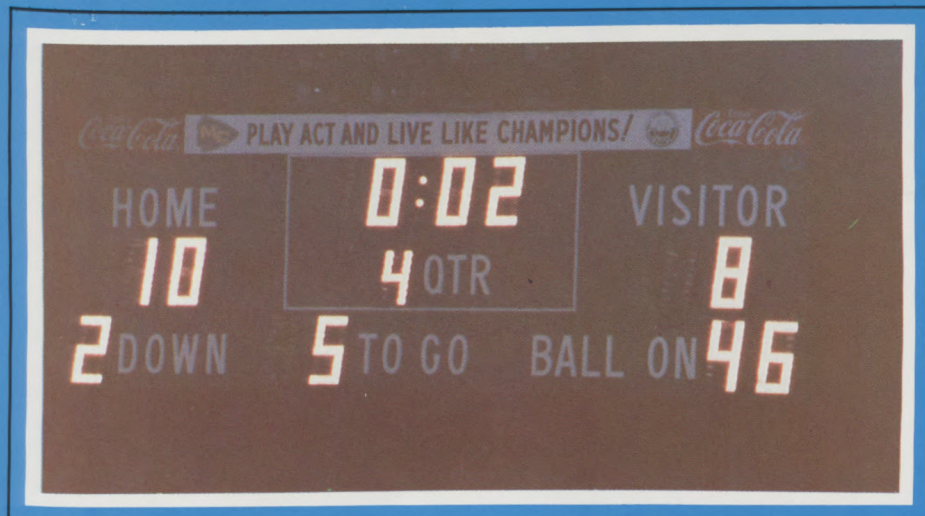 Coca-Cola MC PLAY ACT AND LIVE LIKE CHAMPIONS! Coca-Cola
HOME 0:02 VISITOR
10 4 QTR 8
2 DOWN 5 TO GO BALL ON 46